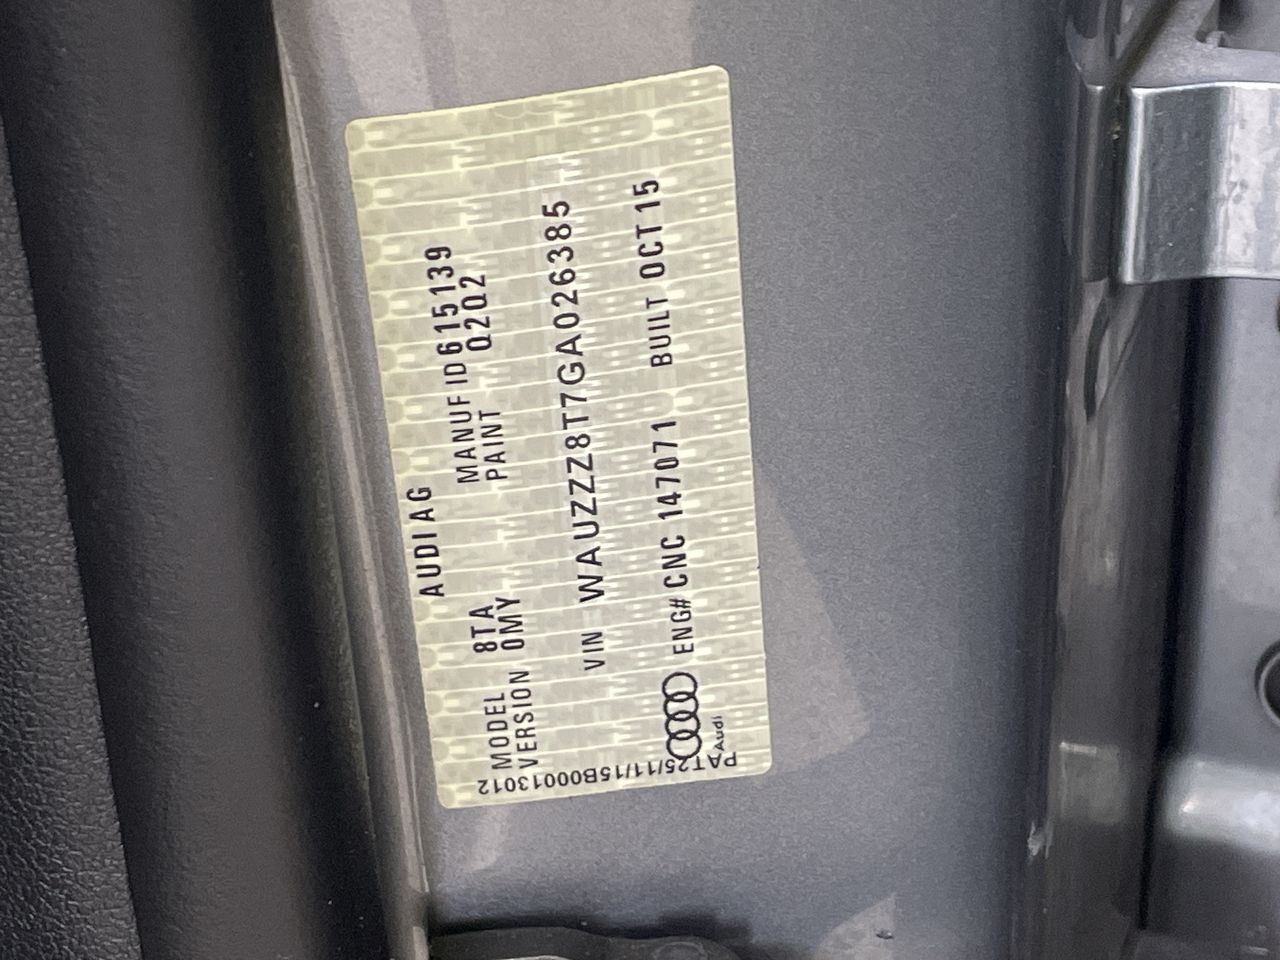 AUDI AG
MODEL 8TA MANUF ID 615139
VERSION 0MY PAINT Q2Q2
VIN WAUZZZ8T7GA026385
ENG# CNC 147071 BUILT OCT 15
Audi
PAT25/11/15B00013012